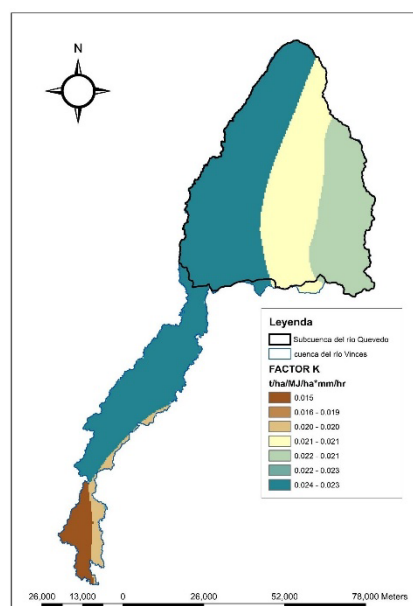 N
Leyenda
Subcuenca del río Quevedo
cuenca del río Vinces
FACTOR K
t/ha/MJ/ha*mm/hr
0.015
0.016 - 0.019
0.020 - 0.020
0.021 - 0.021
0.022 - 0.021
0.022 - 0.023
0.024 - 0.023
26,000 13,000 0 26,000 52,000 78,000 Meters